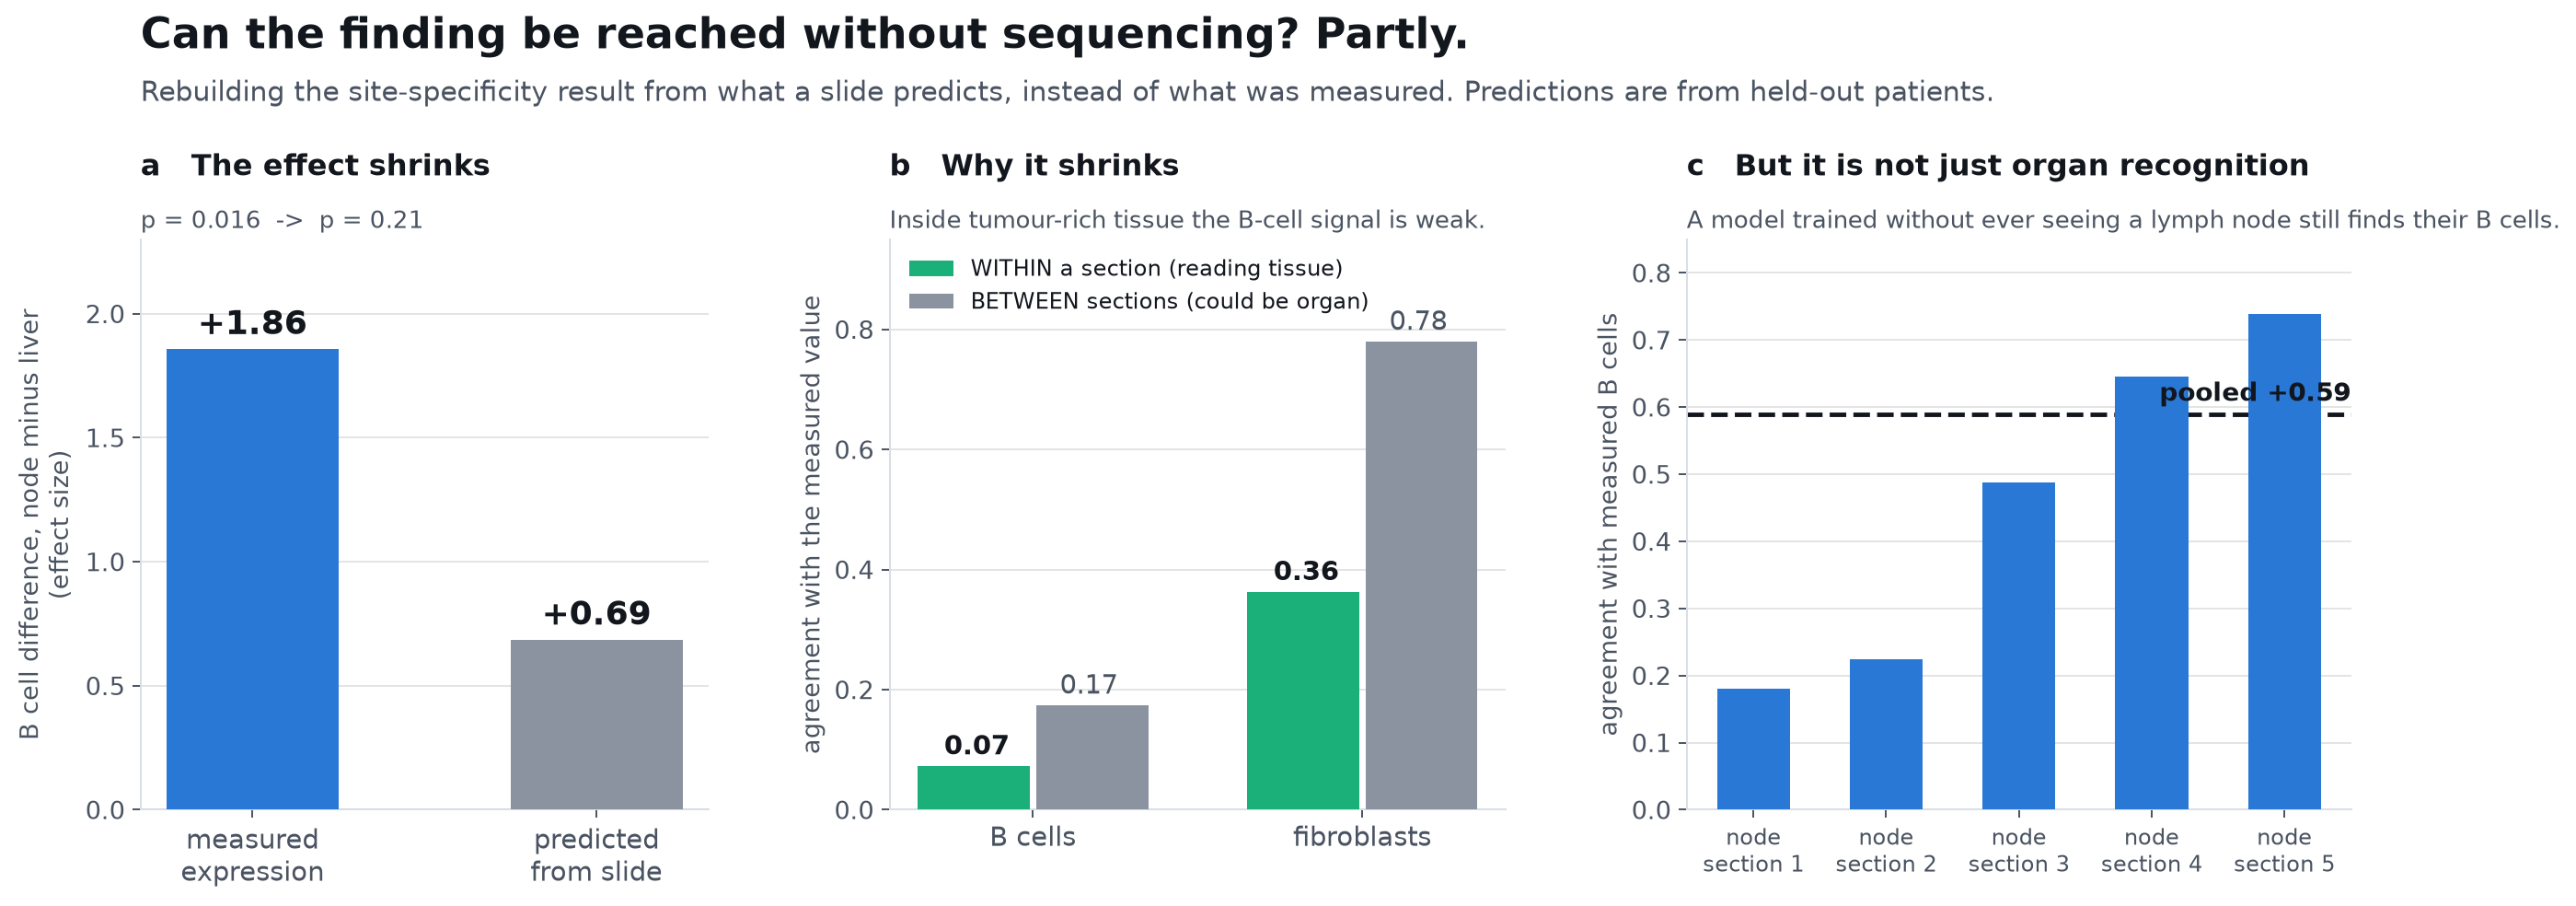 Can the finding be reached without sequencing? Partly.
Rebuilding the site-specificity result from what a slide predicts, instead of what was measured. Predictions are from held-out patients.
a The effect shrinks
p = 0.016 -> p = 0.21
B cell difference, node minus liver
(effect size)
2.0
1.5
1.0
0.5
0.0
+1.86
+0.69
measured
expression
predicted
from slide
b Why it shrinks
Inside tumour-rich tissue the B-cell signal is weak.
WITHIN a section (reading tissue)
BETWEEN sections (could be organ)
agreement with the measured value
0.8
0.6
0.4
0.2
0.0
0.07
0.17
0.36
0.78
B cells
fibroblasts
c But it is not just organ recognition
A model trained without ever seeing a lymph node still finds their B cells.
agreement with measured B cells
0.8
0.7
0.6
0.5
0.4
0.3
0.2
0.1
0.0
pooled +0.59
node
section 1
node
section 2
node
section 3
node
section 4
node
section 5